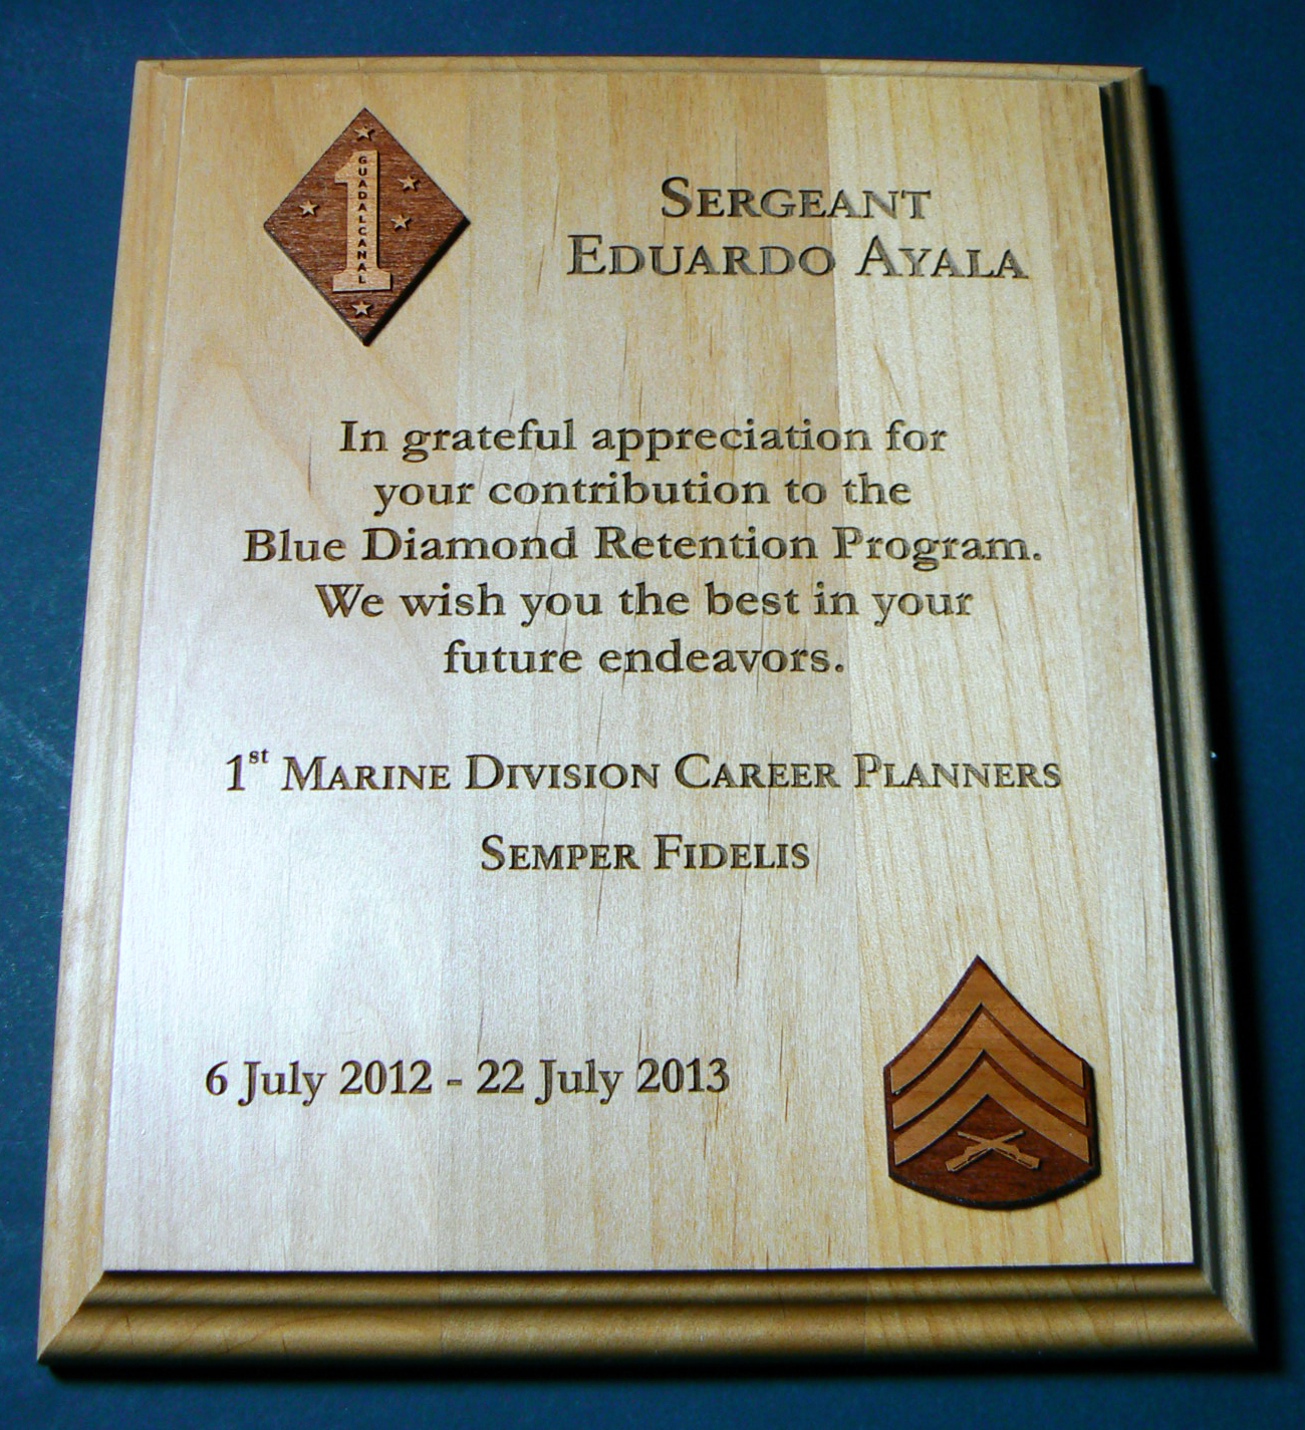 1
GUADALCANAL
SERGEANT
EDUARDO AYALA
In grateful appreciation for
your contribution to the
Blue Diamond Retention Program.
We wish you the best in your
future endeavors.
1st MARINE DIVISION CAREER PLANNERS
SEMPER FIDELIS
6 July 2012 - 22 July 2013